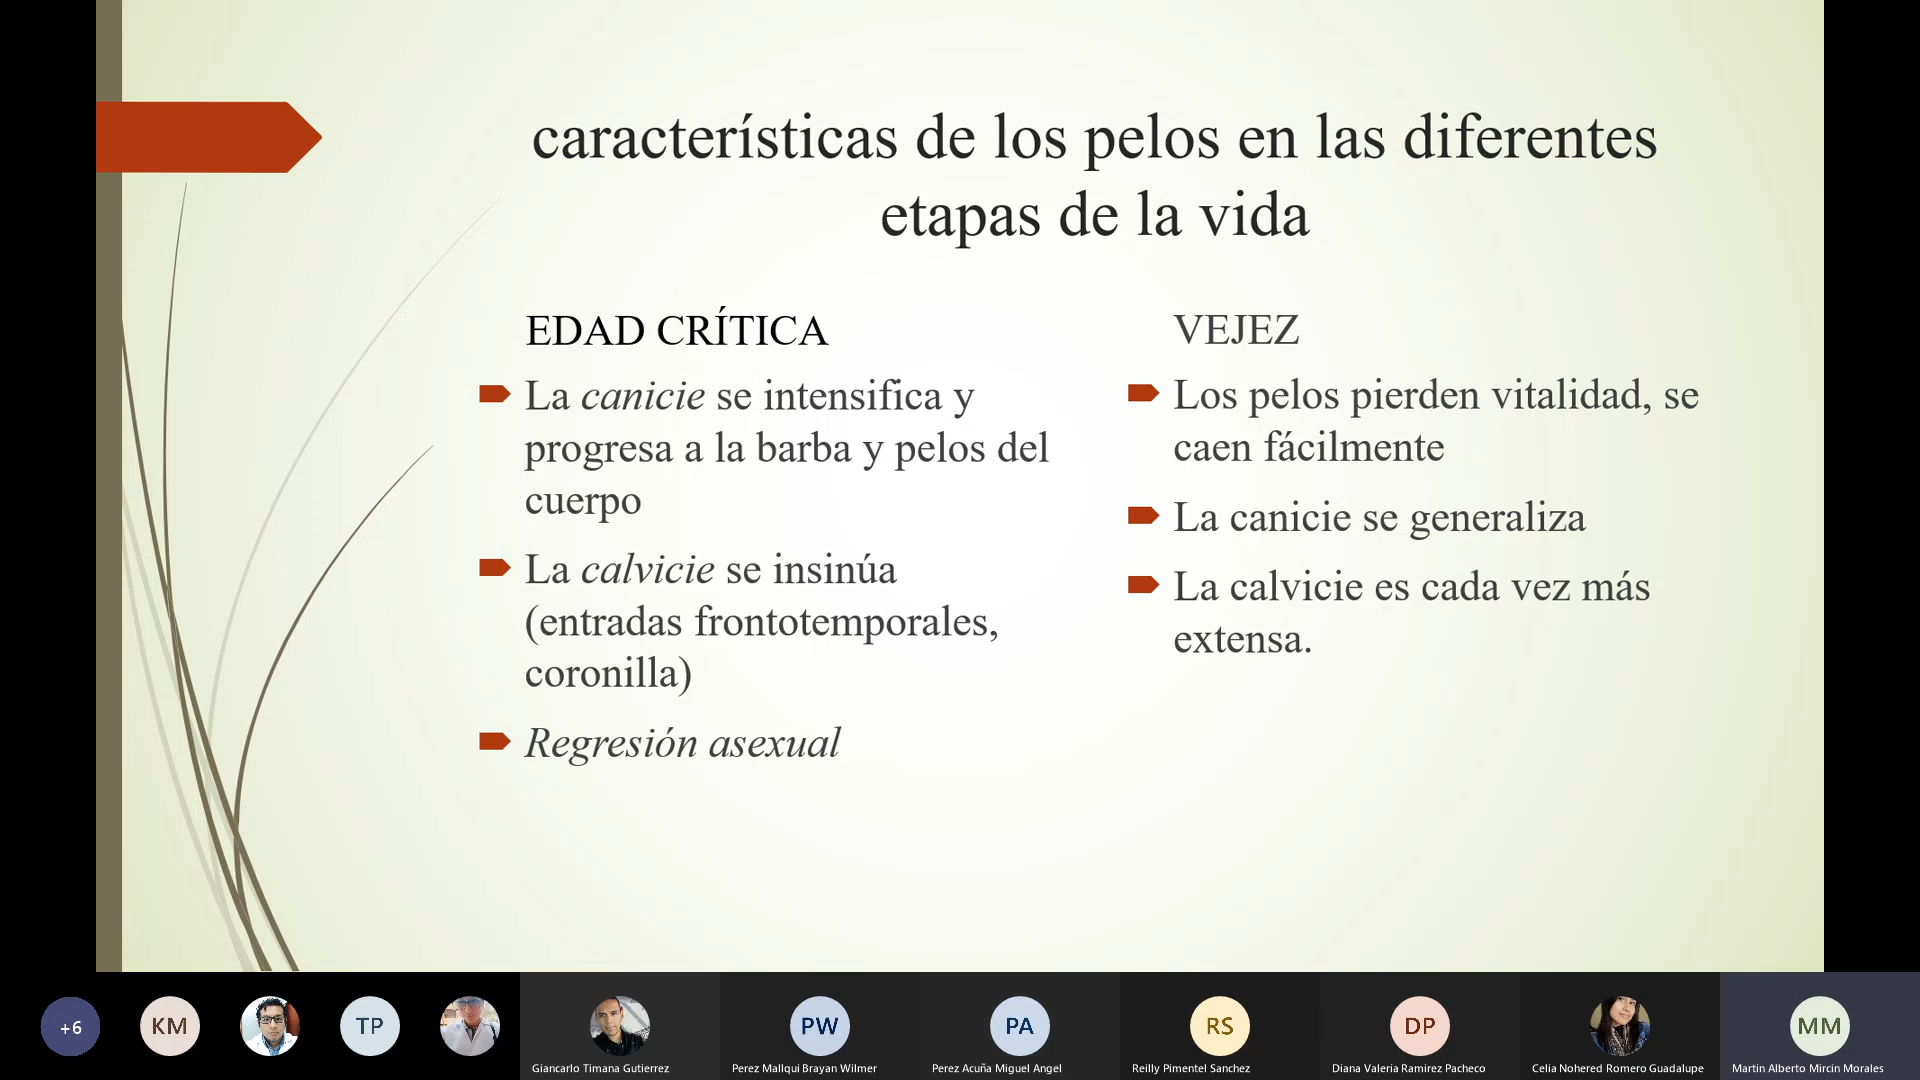 características de los pelos en las diferentes
etapas de la vida
EDAD CRÍTICA
La canicie se intensifica y
progresa a la barba y pelos del
cuerpo
La calvicie se insinúa
(entradas frontotemporales,
coronilla)
Regresión asexual
VEJEZ
Los pelos pierden vitalidad, se
caen fácilmente
La canicie se generaliza
La calvicie es cada vez más
extensa.
+6
KM
TP
PW
PA
RS
DP
MM
Giancarlo Timana Gutierrez
Perez Mallqui Brayan Wilmer
Perez Acuña Miguel Angel
Reilly Pimentel Sanchez
Diana Valeria Ramirez Pacheco
Celia Nohered Romero Guadalupe
Martin Alberto Mircin Morales